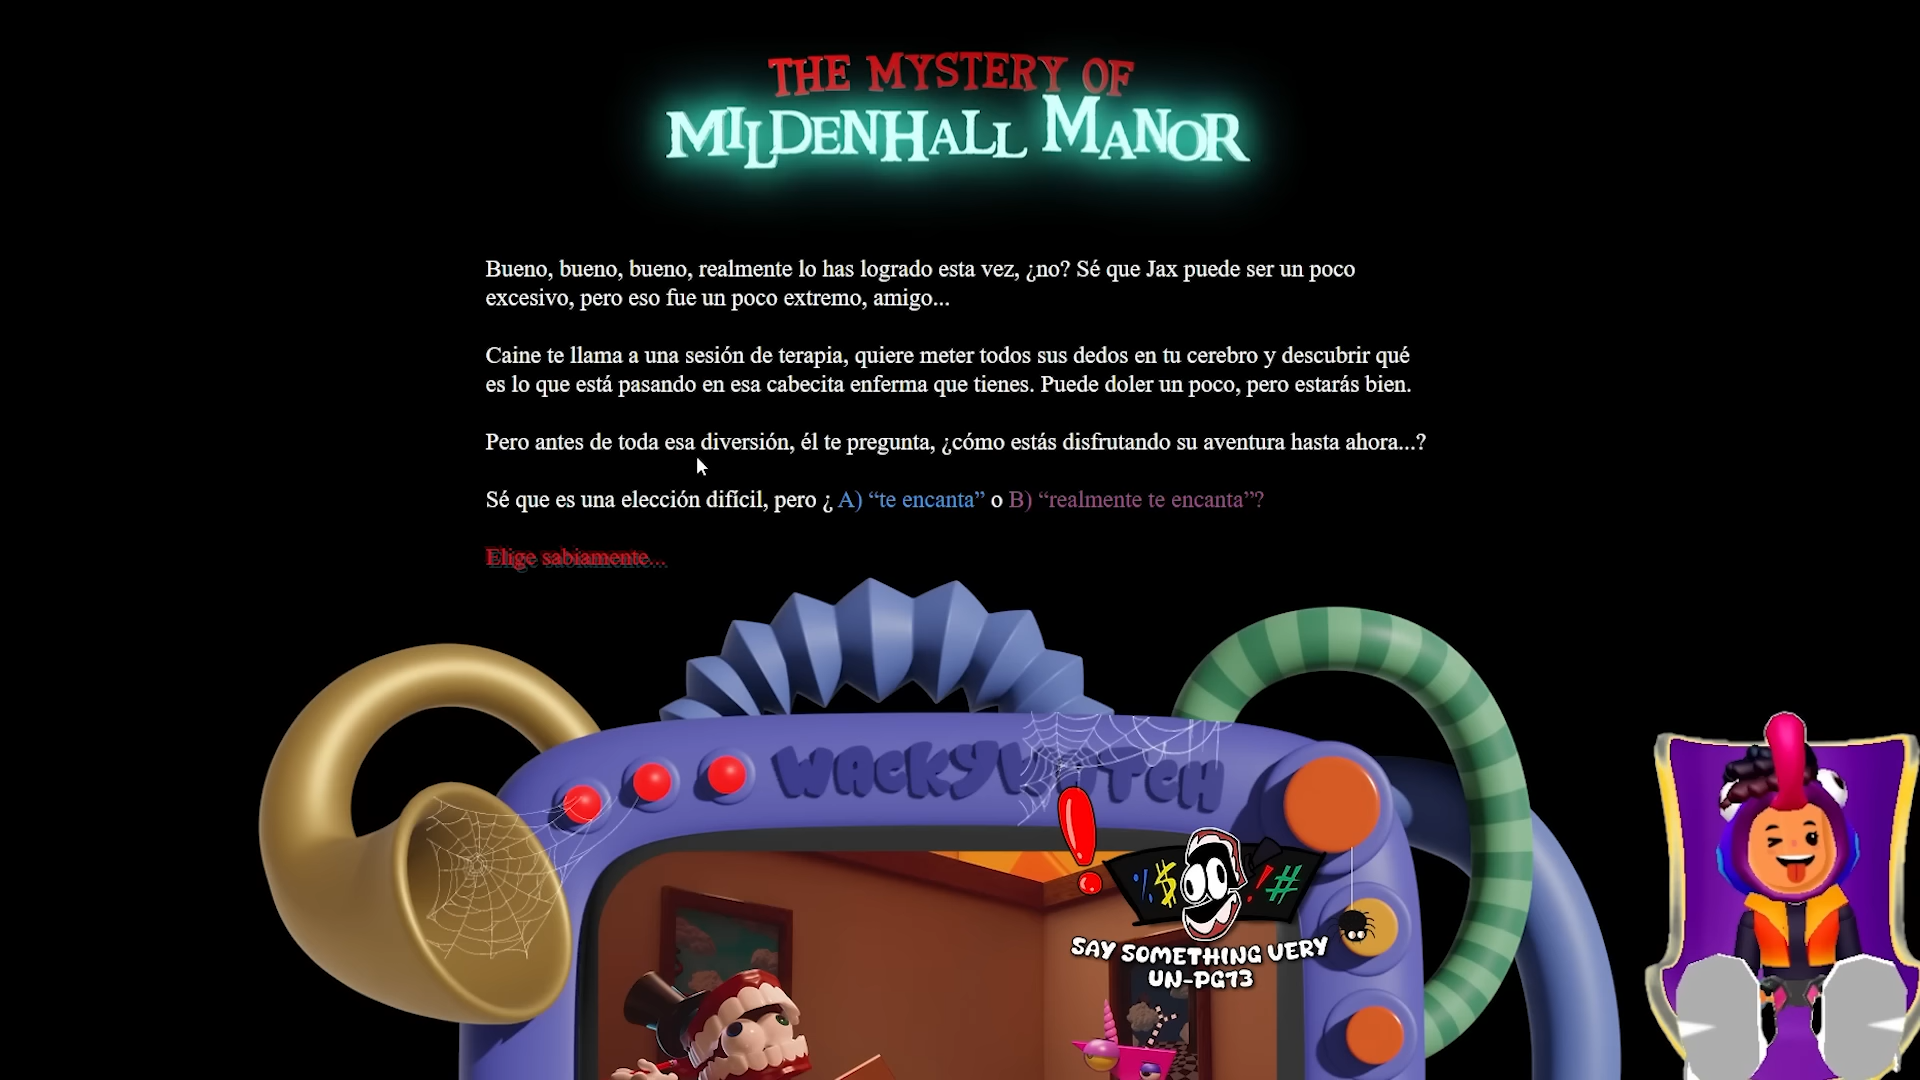 THE MYSTERY OF
MILDENHALL MANOR
Bueno, bueno, bueno, realmente lo has logrado esta vez, ¿no? Sé que Jax puede ser un poco
excesivo, pero eso fue un poco extremo, amigo...
Caine te llama a una sesión de terapia, quiere meter todos sus dedos en tu cerebro y descubrir qué
es lo que está pasando en esa cabecita enferma que tienes. Puede doler un poco, pero estarás bien.
Pero antes de toda esa diversión, él te pregunta, ¿cómo estás disfrutando su aventura hasta ahora...?
Sé que es una elección difícil, pero ¿ A) “te encanta” o B) “realmente te encanta”?
Elige sabiamente...
WACKYWATCH
%$!#
SAY SOMETHING VERY
UN-PG13